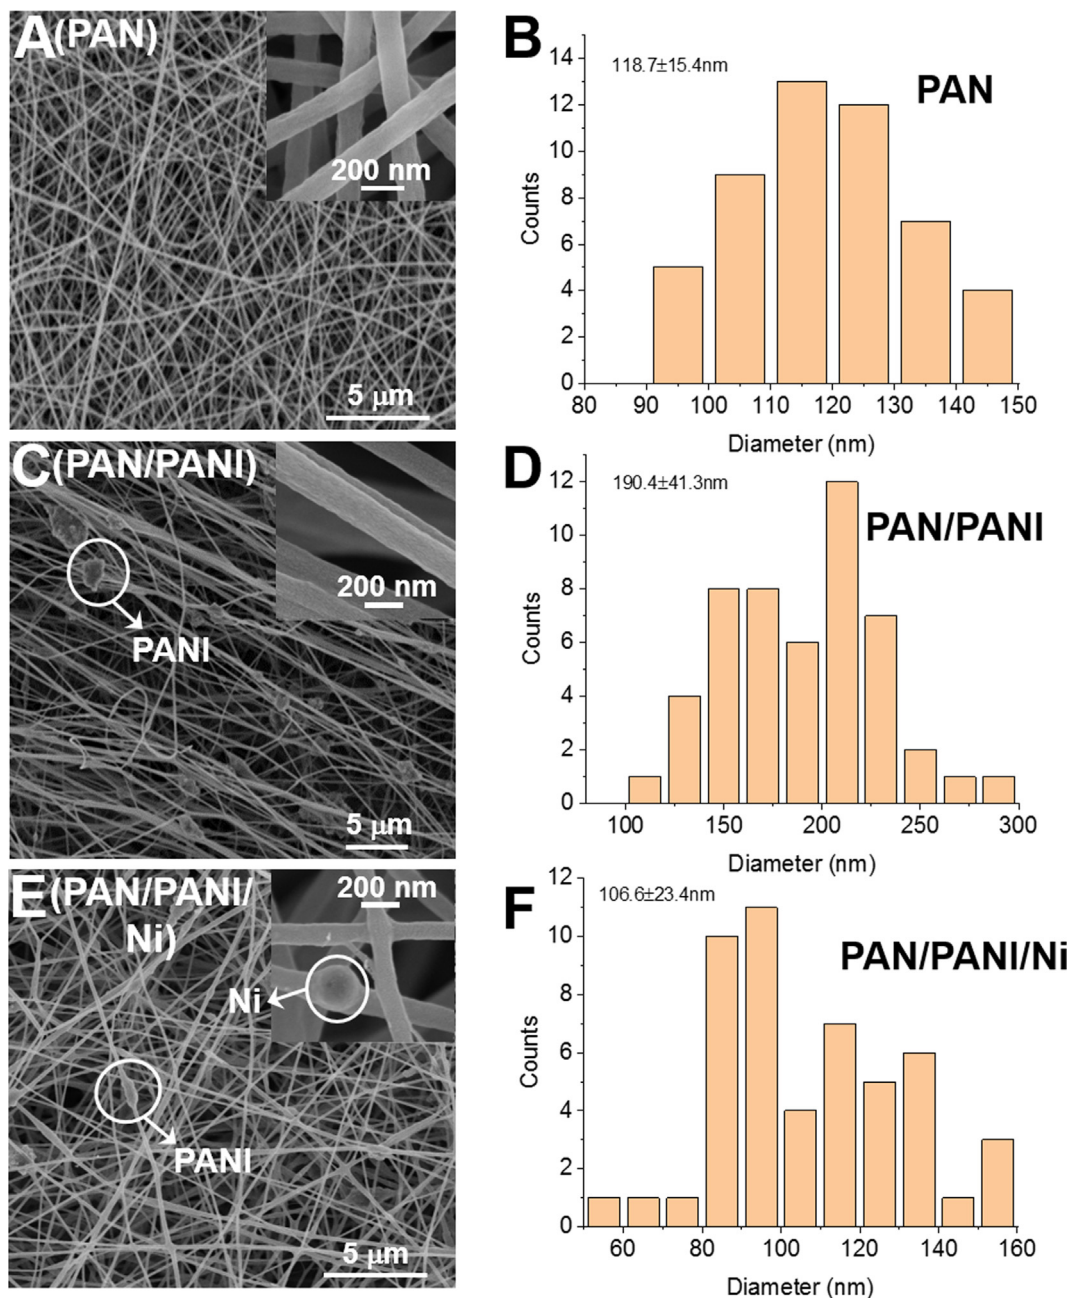 A(PAN)
200 nm
5 μm
B
118.7±15.4nm
PAN
14
12
10
8
6
4
2
0
Counts
80 90 100 110 120 130 140 150
Diameter (nm)
C(PAN/PANI)
200 nm
PANI
5 μm
D
190.4±41.3nm
PAN/PANI
12
10
8
6
4
2
0
Counts
100 150 200 250 300
Diameter (nm)
E(PAN/PANI/
Ni)
200 nm
Ni
PANI
5 μm
F
106.6±23.4nm
PAN/PANI/Ni
12
10
8
6
4
2
0
Counts
60 80 100 120 140 160
Diameter (nm)